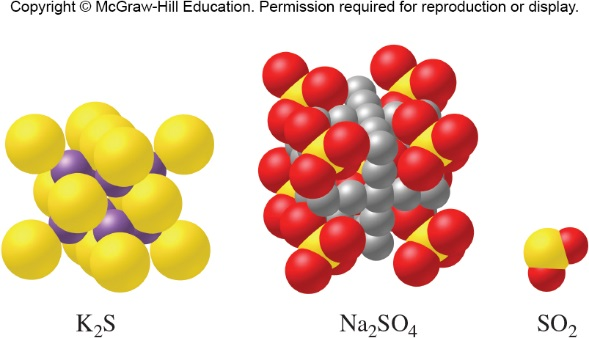 Copyright © McGraw-Hill Education. Permission required for reproduction or display.
K₂S Na₂SO₄ SO₂